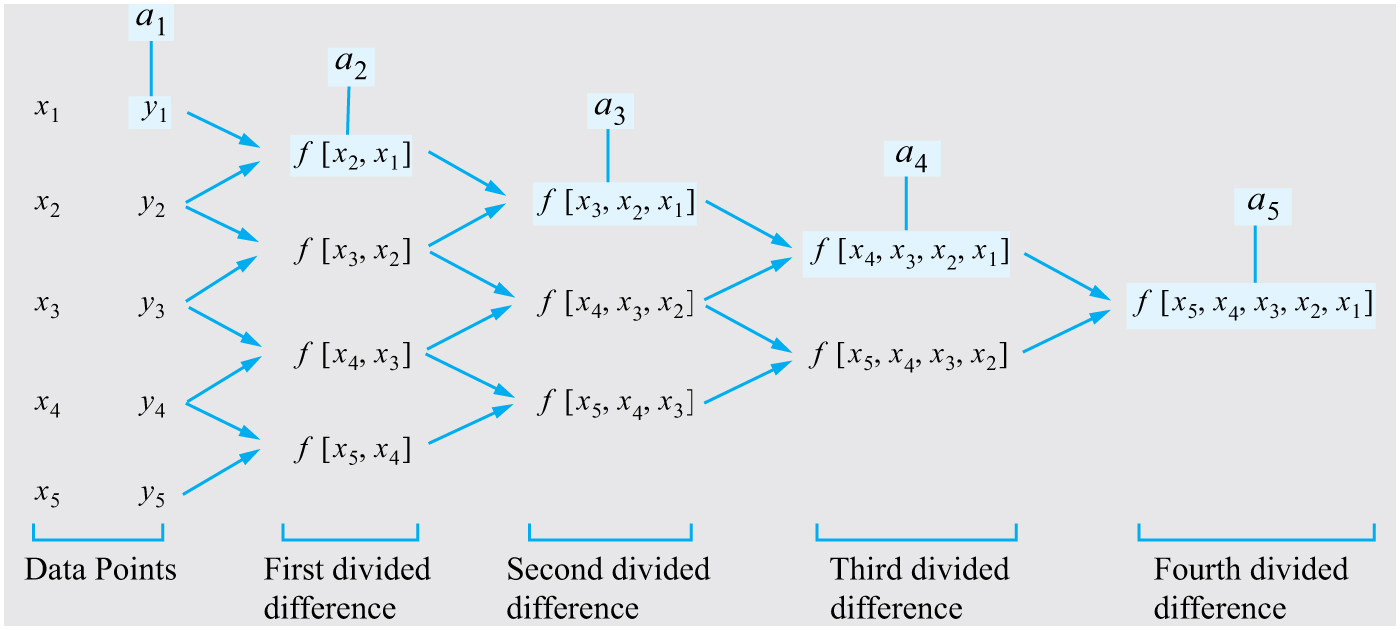 a₁
a₂
x₁ y₁
a₃
f [x₂, x₁]
a₄
x₂ y₂ f [x₃, x₂, x₁] a₅
f [x₃, x₂] f [x₄, x₃, x₂, x₁]
x₃ y₃ f [x₄, x₃, x₂] f [x₅, x₄, x₃, x₂, x₁]
f [x₄, x₃] f [x₅, x₄, x₃, x₂]
x₄ y₄ f [x₅, x₄, x₃]
f [x₅, x₄]
x₅ y₅
Data Points
First divided
difference
Second divided
difference
Third divided
difference
Fourth divided
difference